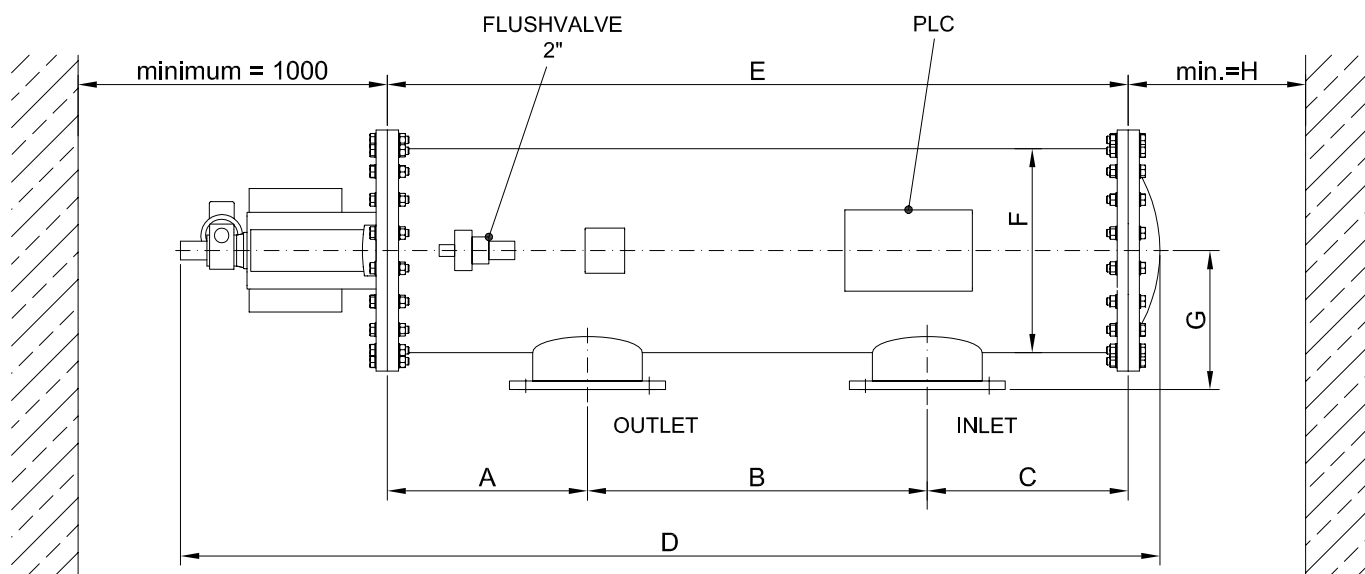 FLUSHVALVE
2"
PLC
minimum = 1000
E
min.=H
F
G
OUTLET
INLET
A
B
C
D